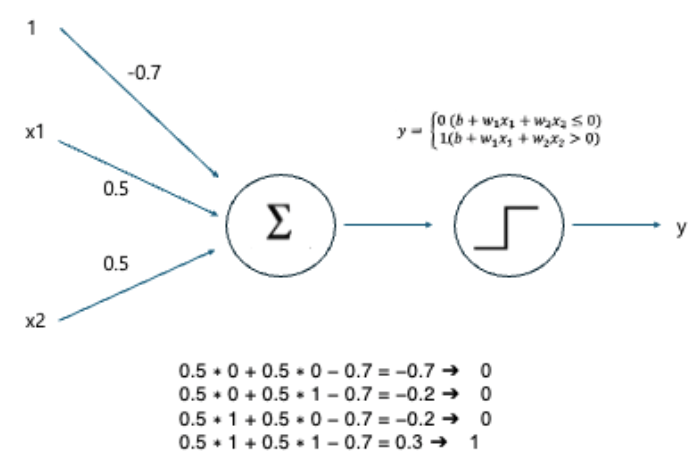 1
-0.7
x1
0.5
0.5
x2
Σ
y = {0 (b + w₁x₁ + w₂x₂ ≤ 0)
1(b + w₁x₁ + w₂x₂ > 0)
y
0.5 * 0 + 0.5 * 0 – 0.7 = –0.7 ➔ 0
0.5 * 0 + 0.5 * 1 – 0.7 = –0.2 ➔ 0
0.5 * 1 + 0.5 * 0 – 0.7 = –0.2 ➔ 0
0.5 * 1 + 0.5 * 1 – 0.7 = 0.3 ➔ 1